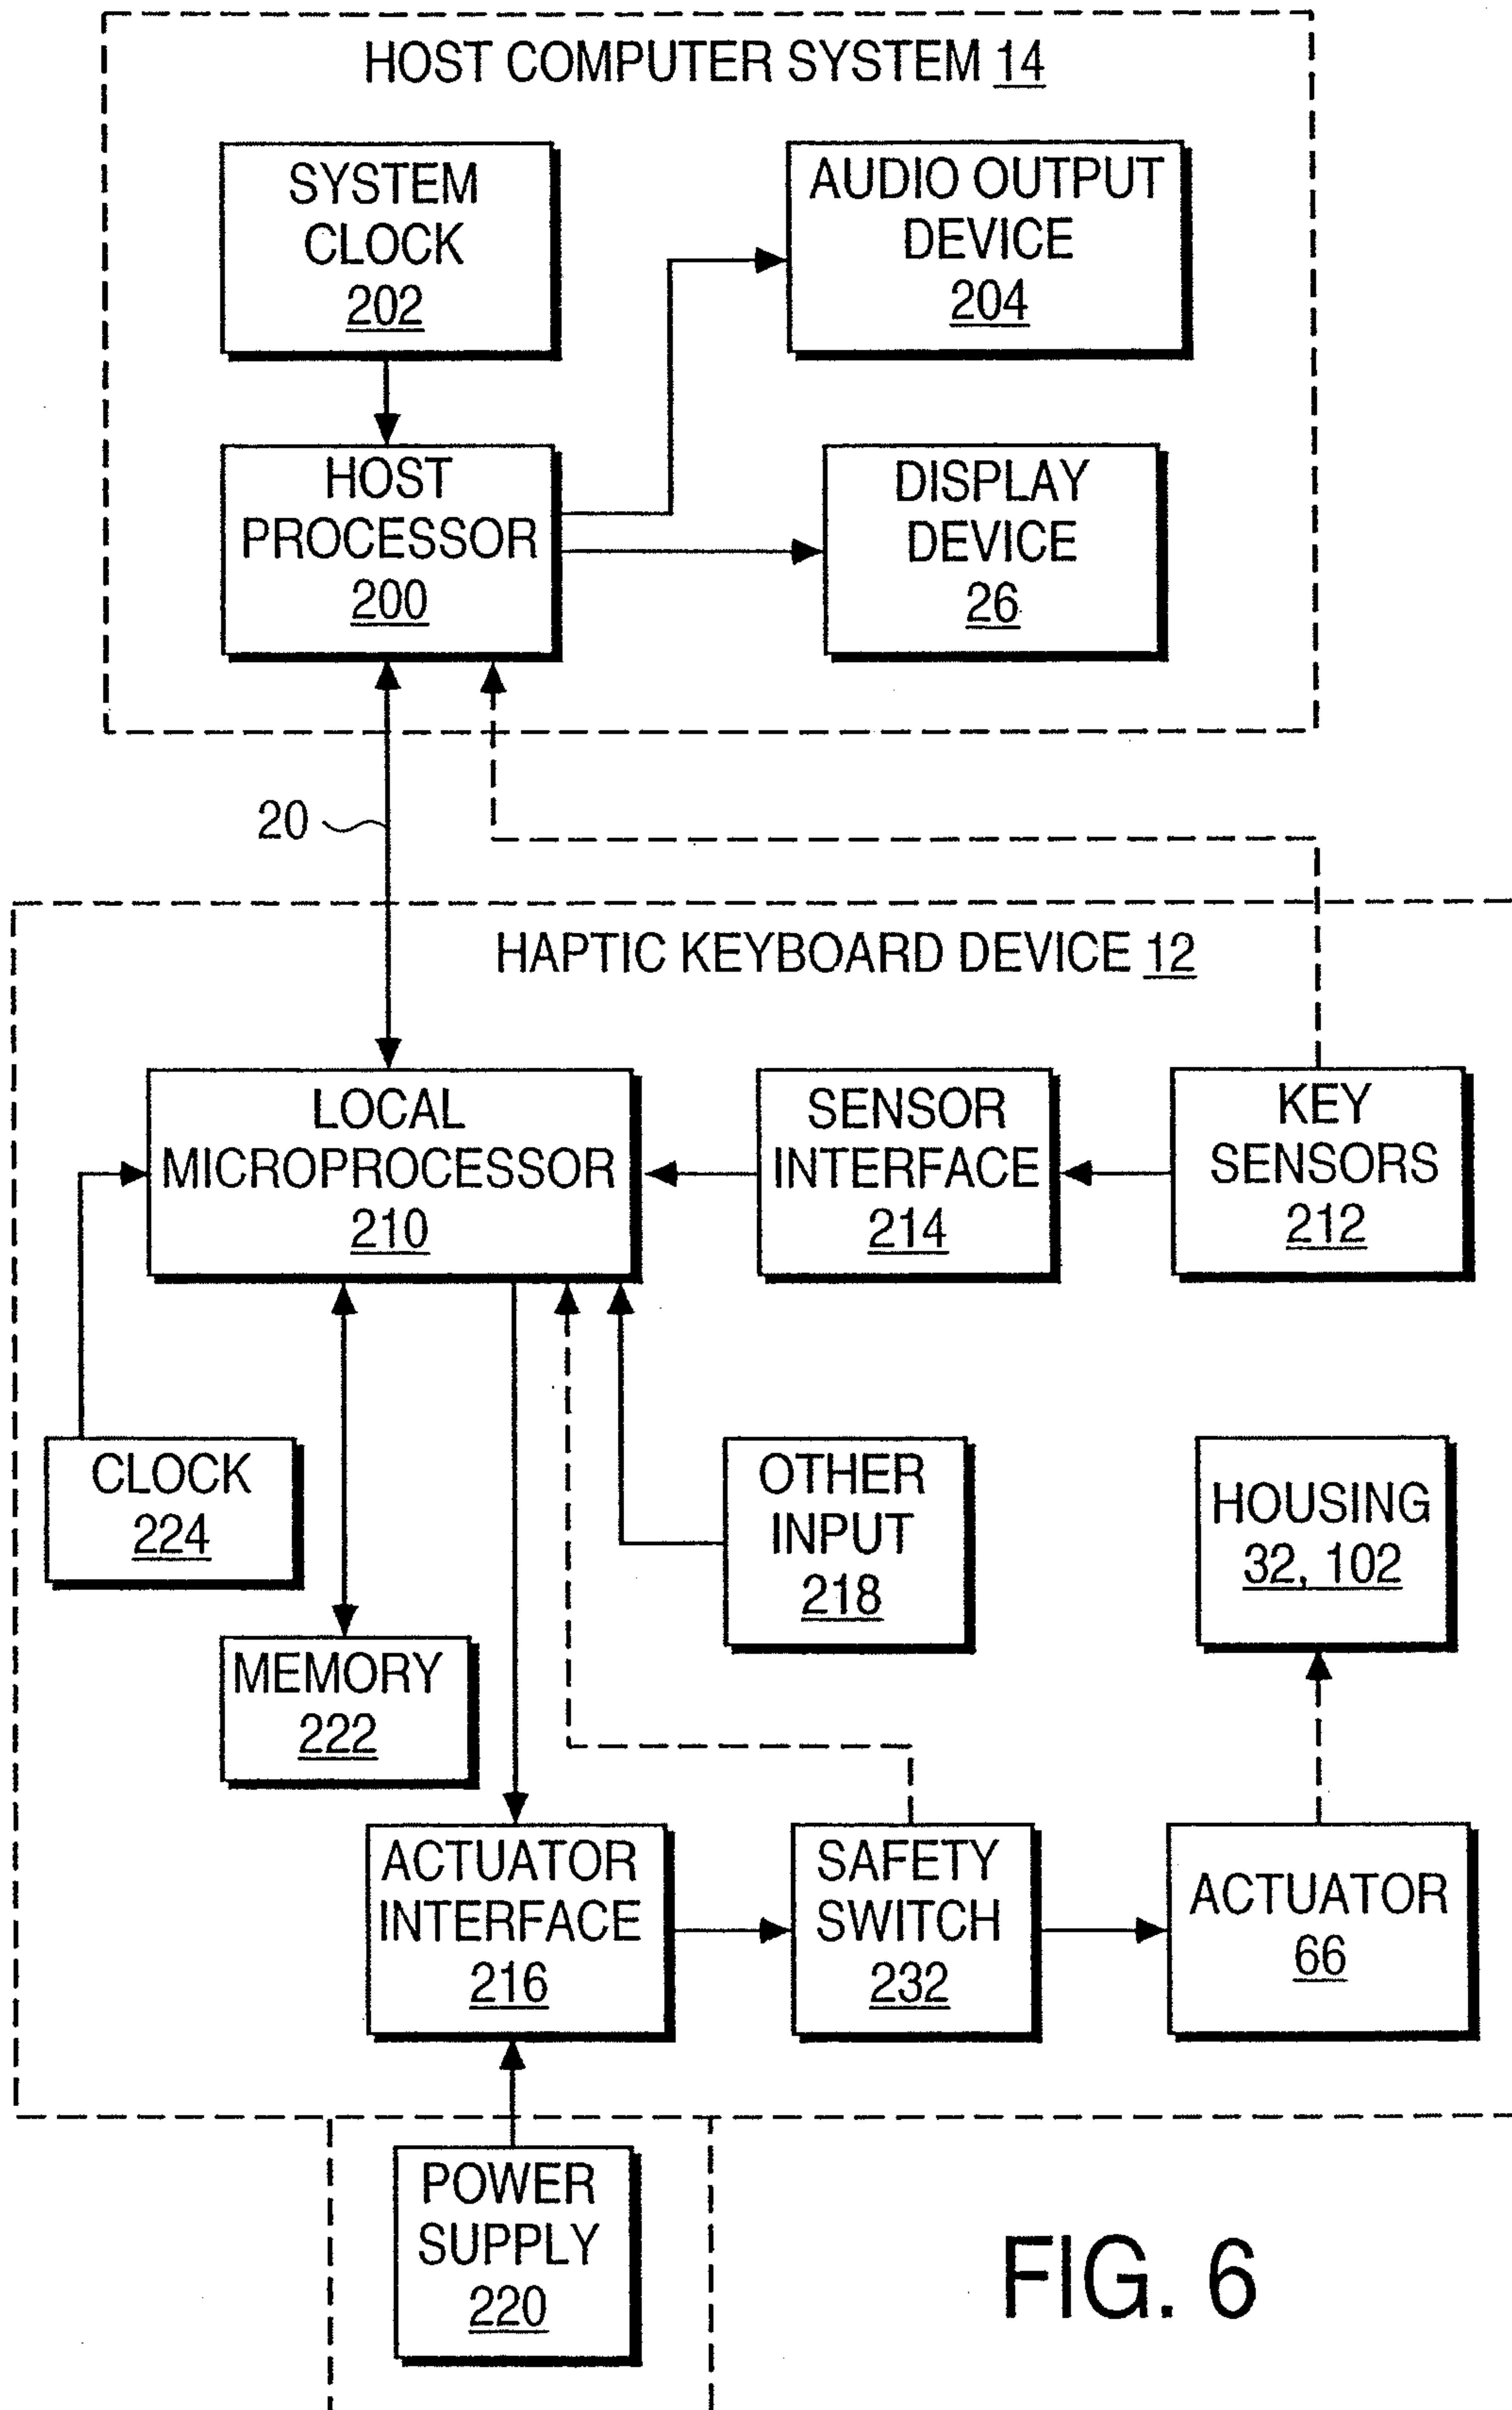 HOST COMPUTER SYSTEM 14
SYSTEM
CLOCK
202
AUDIO OUTPUT
DEVICE
204
HOST
PROCESSOR
200
DISPLAY
DEVICE
26
20
HAPTIC KEYBOARD DEVICE 12
LOCAL
MICROPROCESSOR
210
SENSOR
INTERFACE
214
KEY
SENSORS
212
CLOCK
224
OTHER
INPUT
218
HOUSING
32, 102
MEMORY
222
ACTUATOR
INTERFACE
216
SAFETY
SWITCH
232
ACTUATOR
66
POWER
SUPPLY
220
FIG. 6